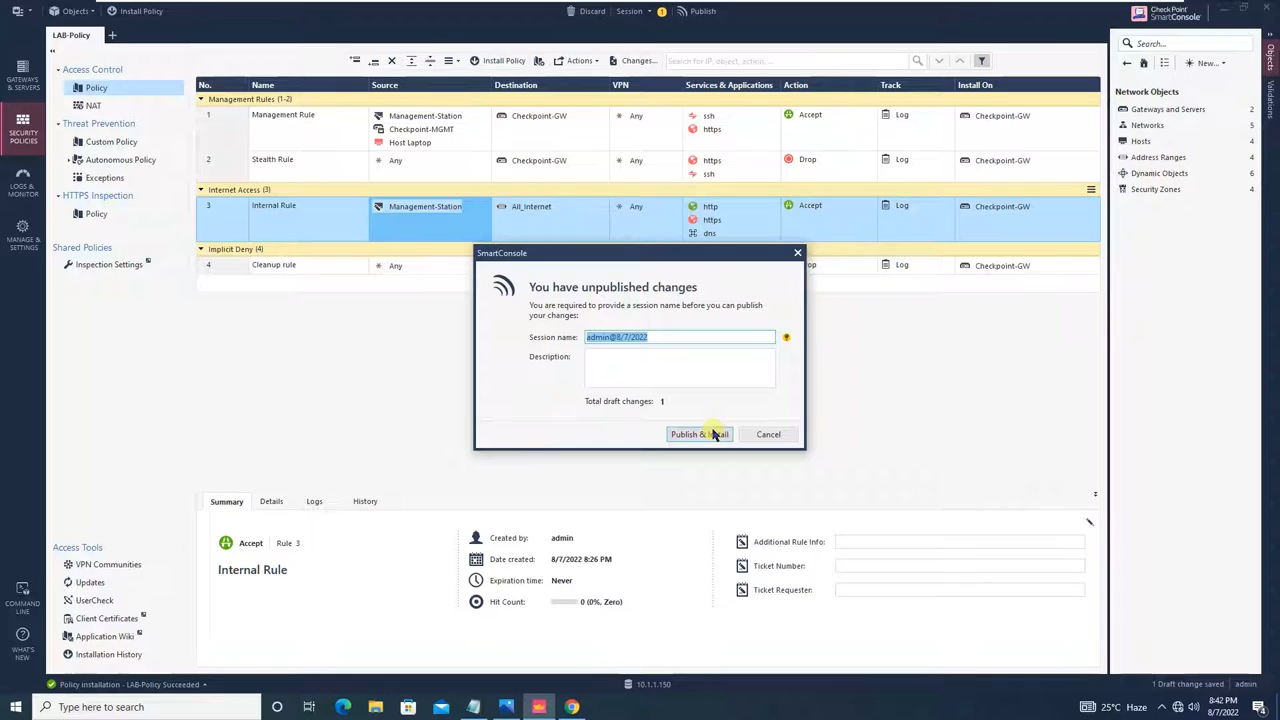 Objects
Install Policy
Discard
Session
1
Publish
CHECK POINT
SmartConsole
LAB-Policy
GATEWAYS & SERVERS
SECURITY POLICIES
LOGS & MONITOR
MANAGE & SETTINGS
COMMAND LINE
WHAT'S NEW
Access Control
Policy
NAT
Threat Prevention
Custom Policy
Autonomous Policy
Exceptions
HTTPS Inspection
Policy
Shared Policies
Inspection Settings
Access Tools
VPN Communities
Updates
UserCheck
Client Certificates
Application Wiki
Installation History
Install Policy
Actions
Changes...
Search for IP, object, action, ...
No. Name Source Destination VPN Services & Applications Action Track Install On
Management Rules (1-2)
1 Management Rule Management-Station Checkpoint-GW Any ssh Accept Log Checkpoint-GW
Checkpoint-MGMT https
Host Laptop
2 Stealth Rule Any Checkpoint-GW Any https Drop Log Checkpoint-GW
ssh
Internet Access (3)
3 Internal Rule Management-Station All_Internet Any http Accept Log Checkpoint-GW
https
dns
Implicit Deny (4)
4 Cleanup rule Any Log Checkpoint-GW
SmartConsole
You have unpublished changes
You are required to provide a session name before you can publish
your changes:
Session name: admin@8/7/2022
Description:
Total draft changes: 1
Publish & Cancel
Summary Details Logs History
Accept Rule 3
Internal Rule
Created by: admin
Date created: 8/7/2022 8:26 PM
Expiration time: Never
Hit Count: 0 (0%, Zero)
Additional Rule Info:
Ticket Number:
Ticket Requester:
Search...
New...
Network Objects
Gateways and Servers 2
Networks 5
Hosts 4
Address Ranges 4
Dynamic Objects 6
Security Zones 4
Objects
Validations
Policy installation - LAB-Policy Succeeded
10.1.1.150
1 Draft change saved
admin
Type here to search
25°C Haze
8:42 PM
8/7/2022
4